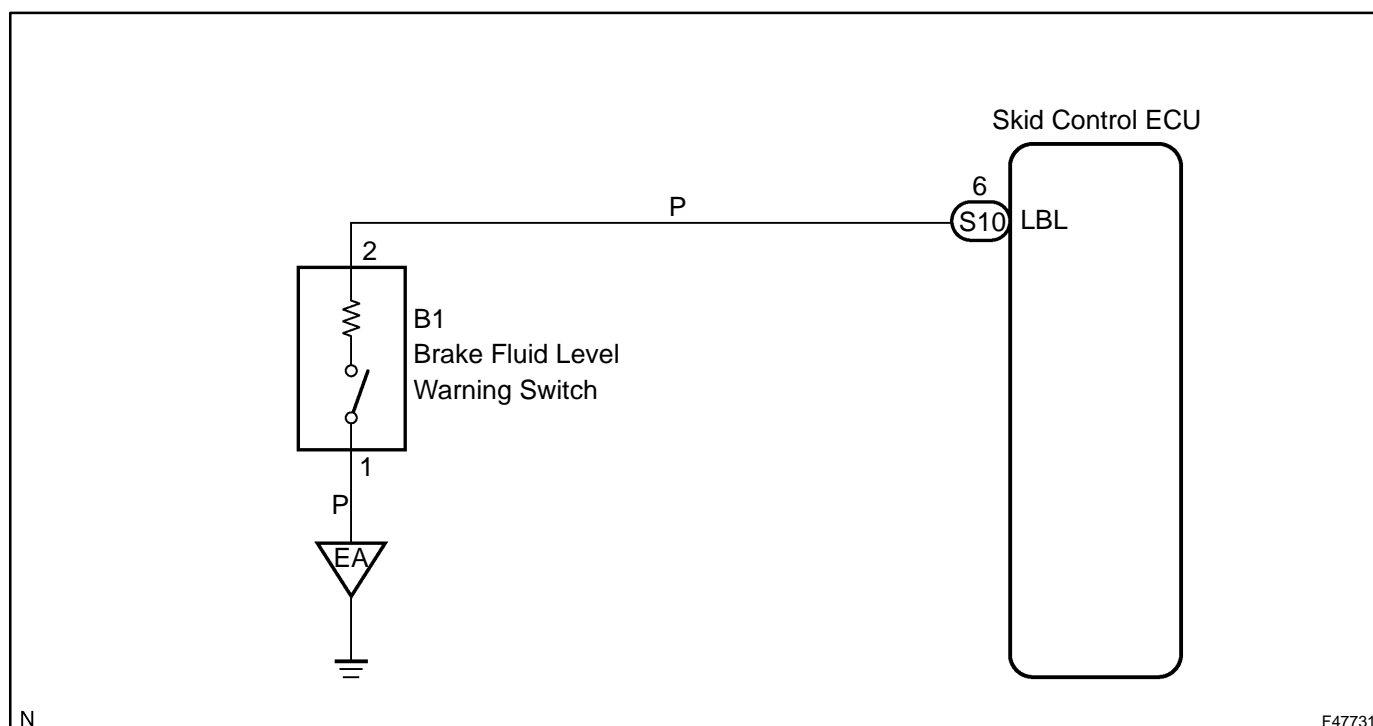 Skid Control ECU
6
P
S10
LBL
2
B1
Brake Fluid Level
Warning Switch
1
P
EA
N
F47731